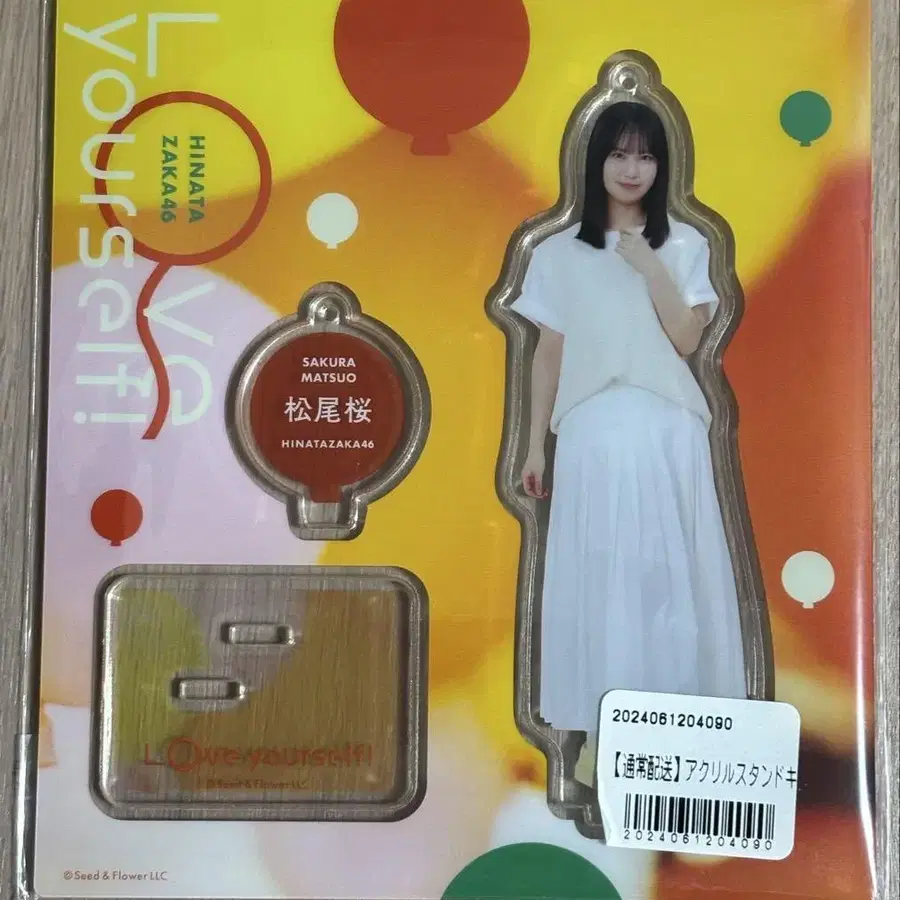 Love
yourself!
HINATA
ZAKA46
SAKURA
MATSUO
松尾桜
HINATAZAKA46
Love yourself!
©Seed & Flower LLC
2024061204090
【通常配送】アクリルスタンドキ
2024061204090
©Seed & Flower LLC